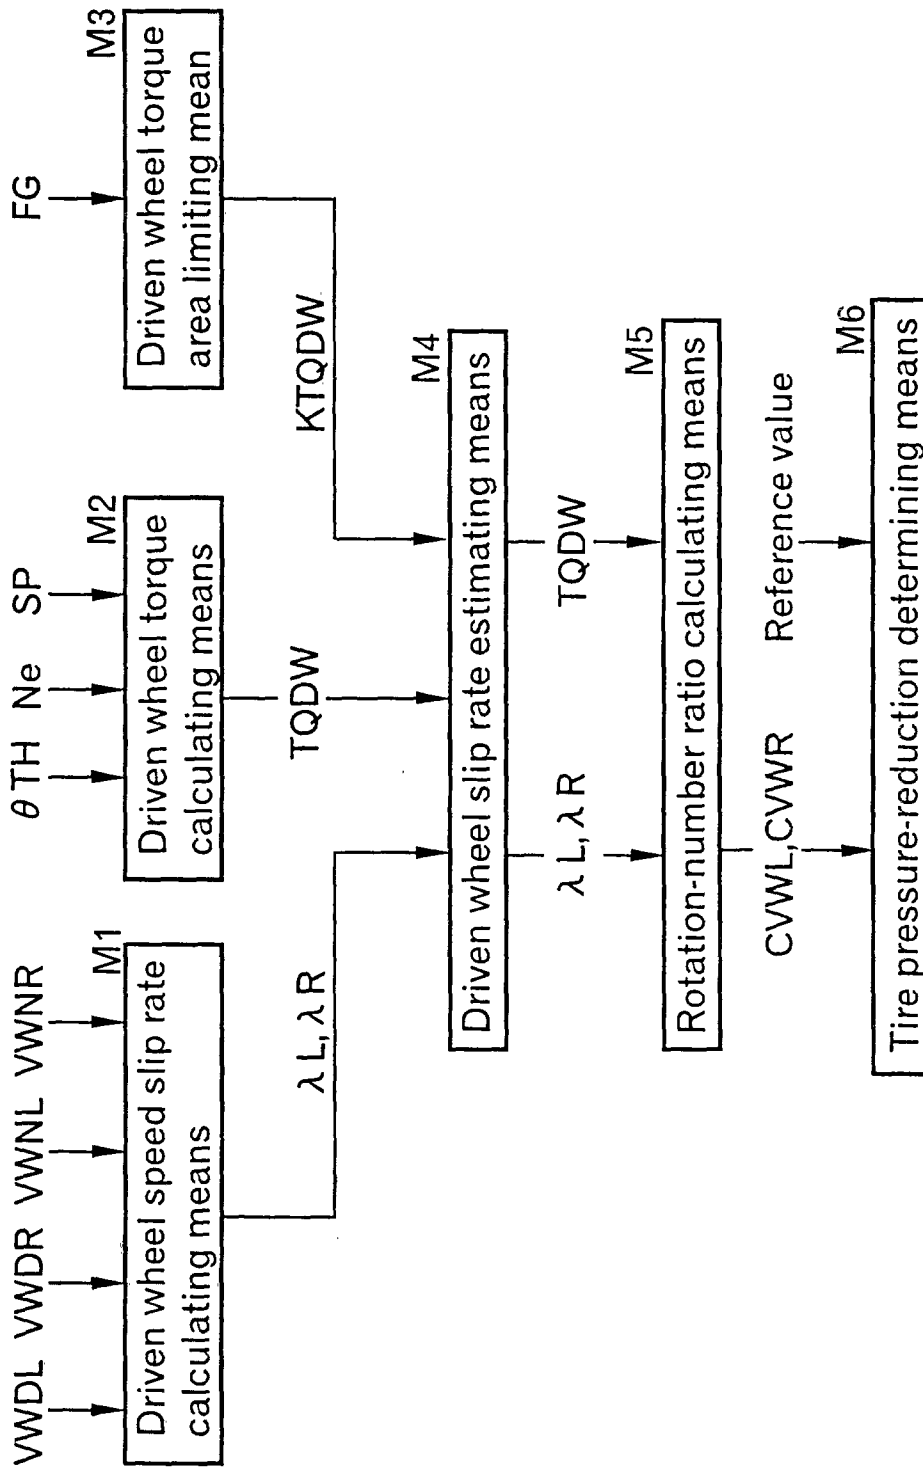 VWDL VWDR VWNL VWNR
θTH Ne SP
FG
M1
Driven wheel speed slip rate
calculating means
M2
Driven wheel torque
calculating means
M3
Driven wheel torque
area limiting mean
λL,λR
TQDW
KTQDW
M4
Driven wheel slip rate estimating means
λL,λR
TQDW
M5
Rotation-number ratio calculating means
CVWL,CVWR
Reference value
M6
Tire pressure-reduction determining means